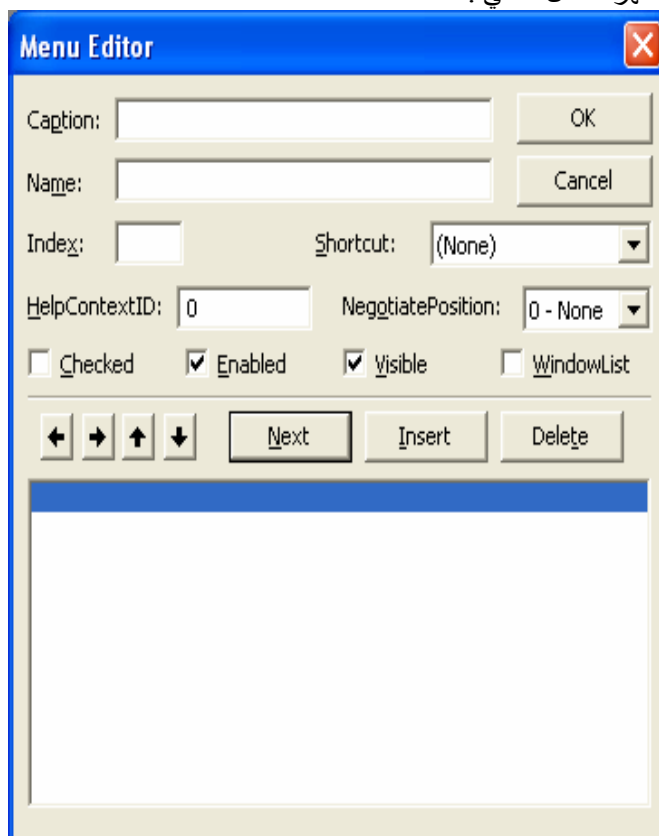 Menu Editor
Caption:
OK
Name:
Cancel
Index:
Shortcut:
(None)
HelpContextID:
0
NegotiatePosition:
0 - None
Checked
Enabled
Visible
WindowList
Next
Insert
Delete